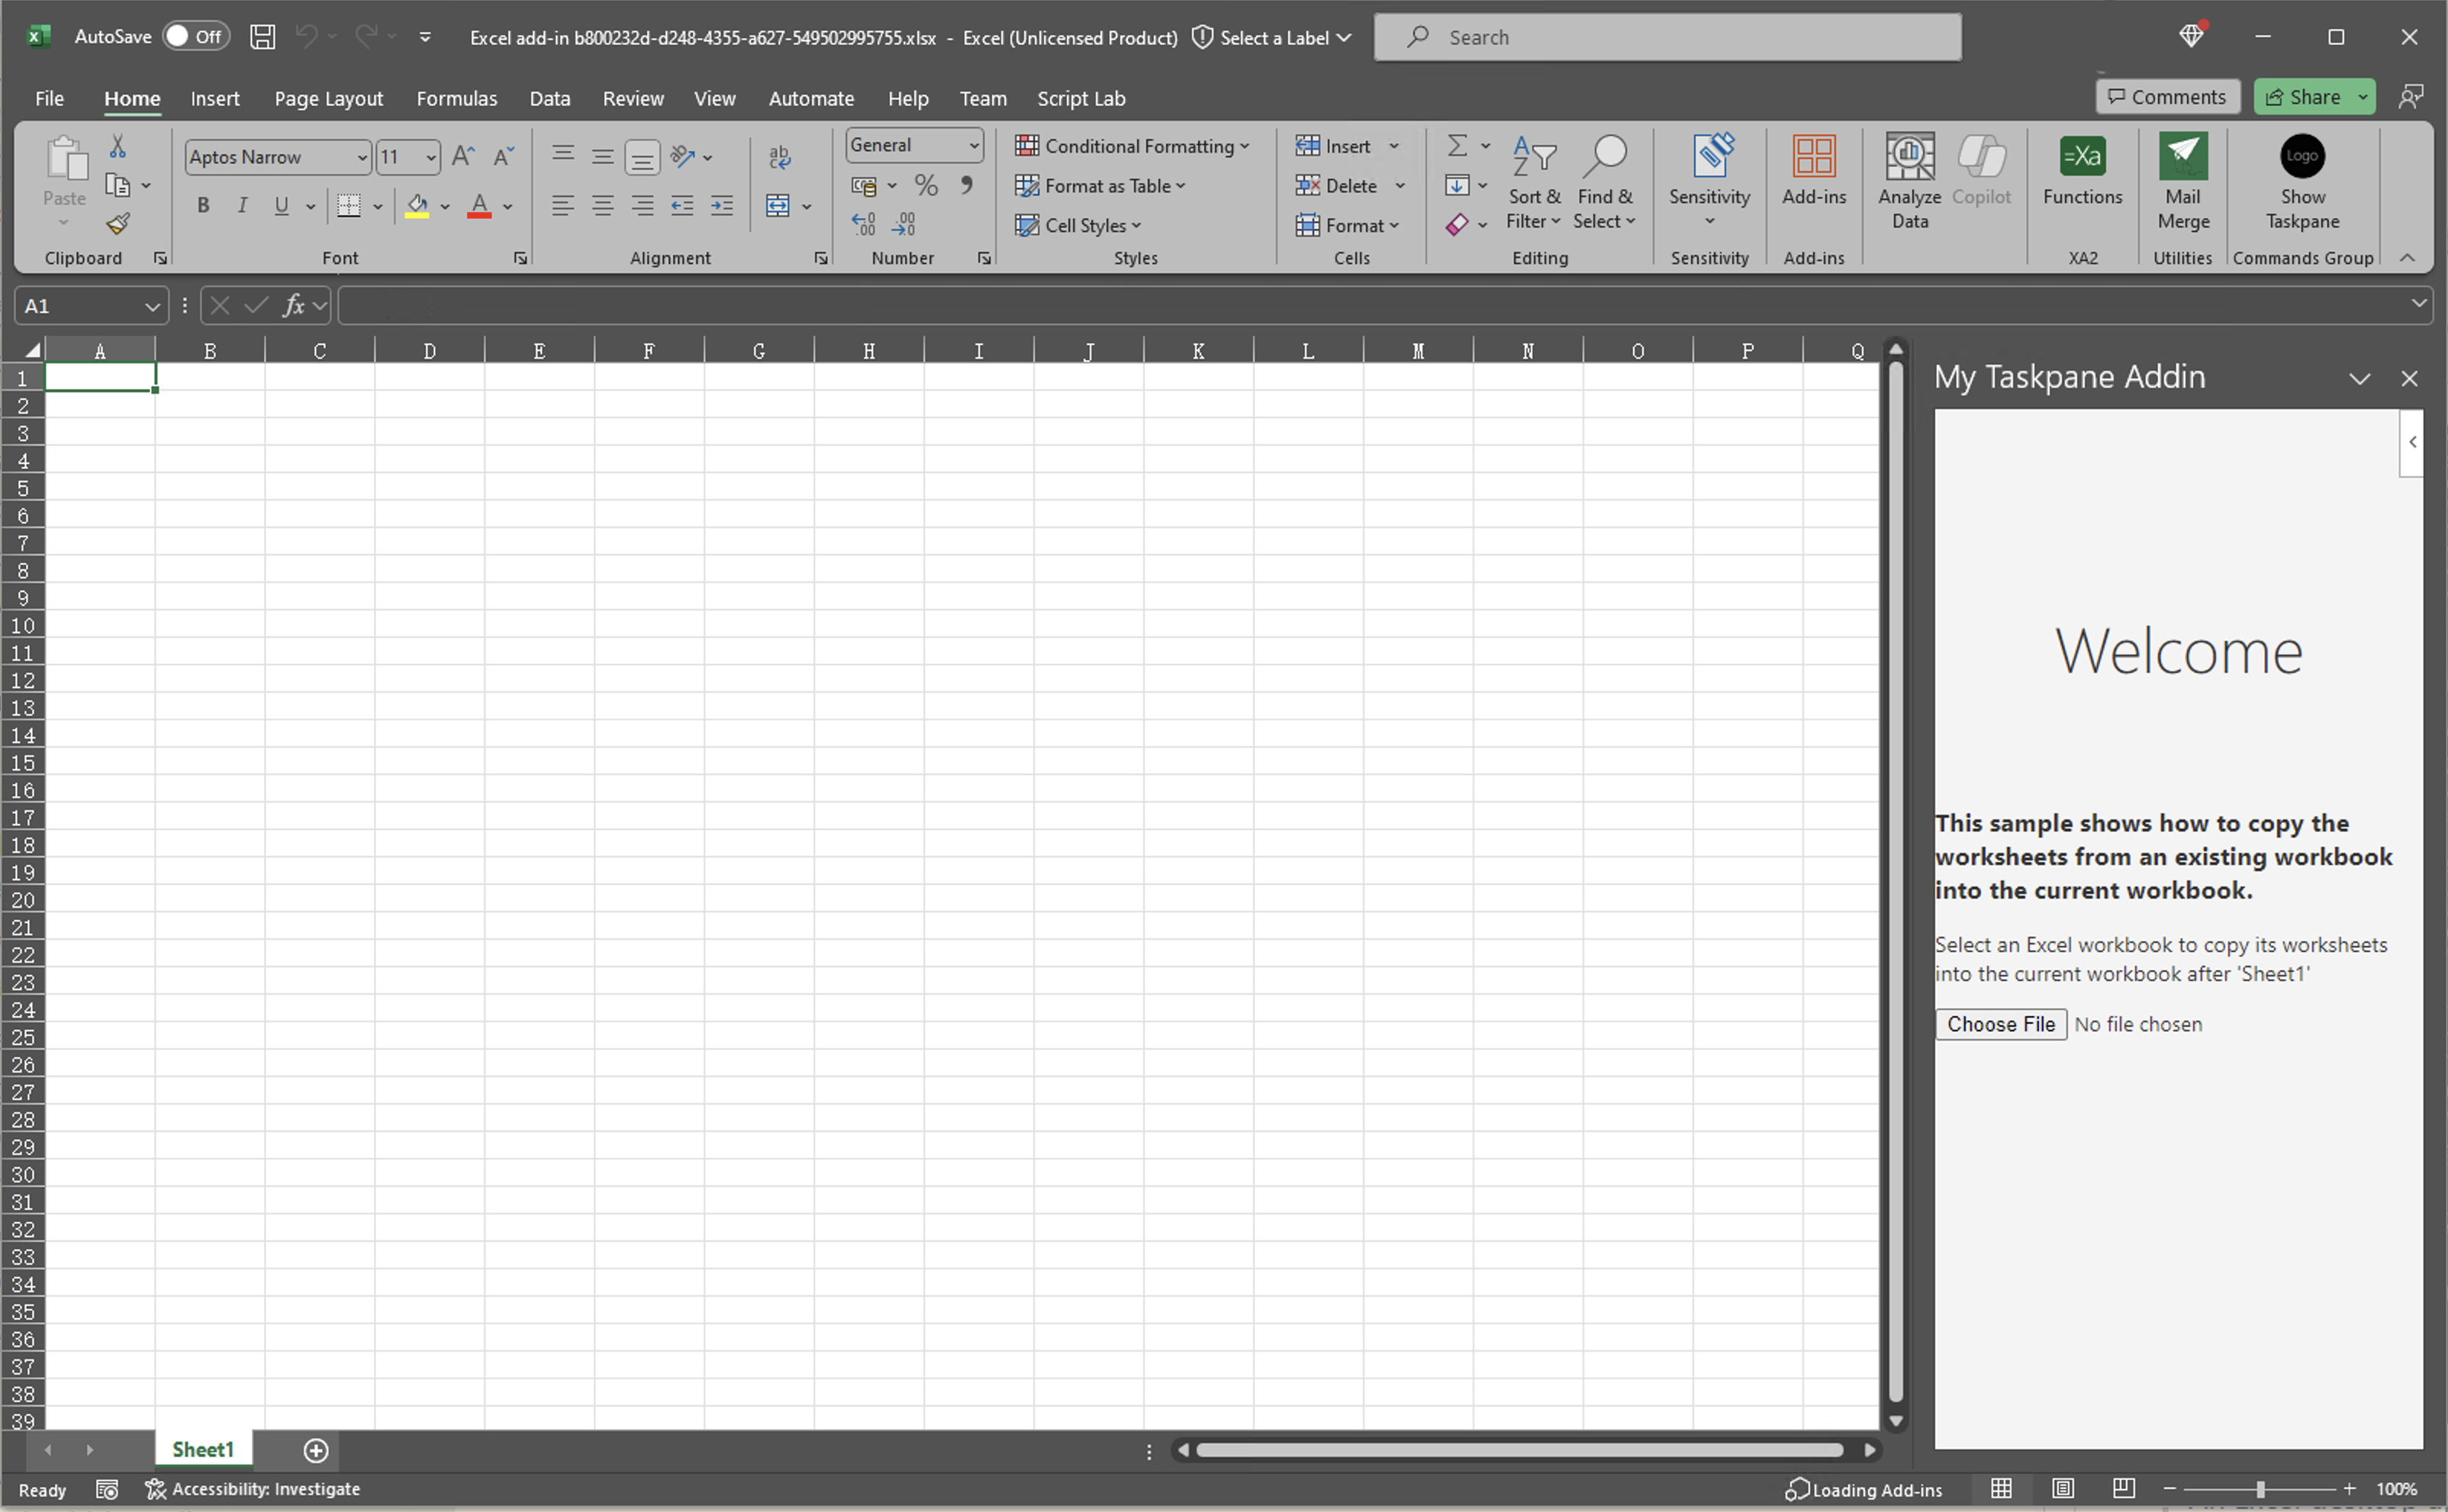 AutoSave Off Excel add-in b800232d-d248-4355-a627-549502995755.xlsx - Excel (Unlicensed Product) Select a Label Search
File Home Insert Page Layout Formulas Data Review View Automate Help Team Script Lab Comments Share
Paste
Clipboard
Aptos Narrow 11
B I U
Font
ab
Alignment
General
% 9
Number
Conditional Formatting
Format as Table
Cell Styles
Styles
Insert
Delete
Format
Cells
Sort &
Filter
Find &
Select
Editing
Sensitivity
Sensitivity
Add-ins
Add-ins
Analyze
Data
Copilot
=Xa
Functions
XA2
Mail
Merge
Utilities
Logo
Show
Taskpane
Commands Group
A1 fx
A B C D E F G H I J K L M N O P Q
1
2
3
4
5
6
7
8
9
10
11
12
13
14
15
16
17
18
19
20
21
22
23
24
25
26
27
28
29
30
31
32
33
34
35
36
37
38
39
My Taskpane Addin
Welcome
This sample shows how to copy the
worksheets from an existing workbook
into the current workbook.
Select an Excel workbook to copy its worksheets
into the current workbook after 'Sheet1'
Choose File No file chosen
Sheet1
Ready Accessibility: Investigate Loading Add-ins 100%